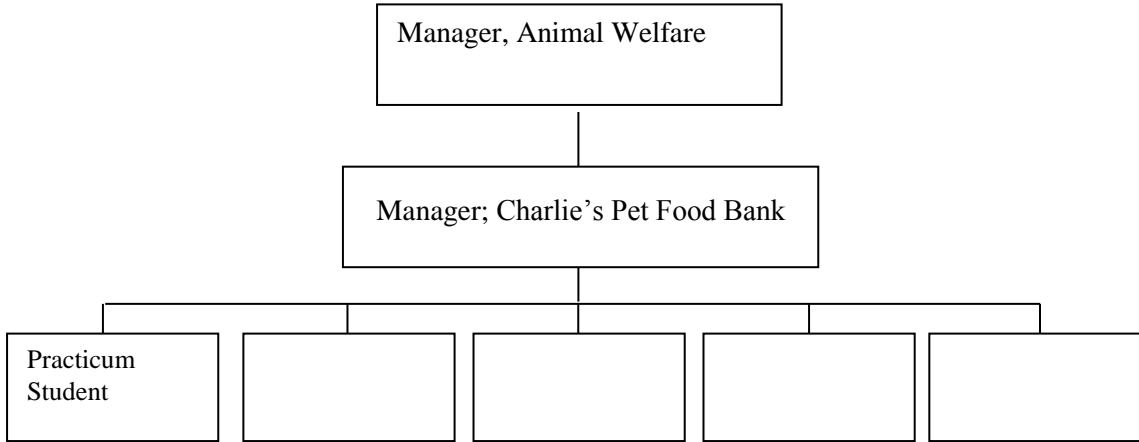 Manager, Animal Welfare
Manager; Charlie’s Pet Food Bank
Practicum
Student